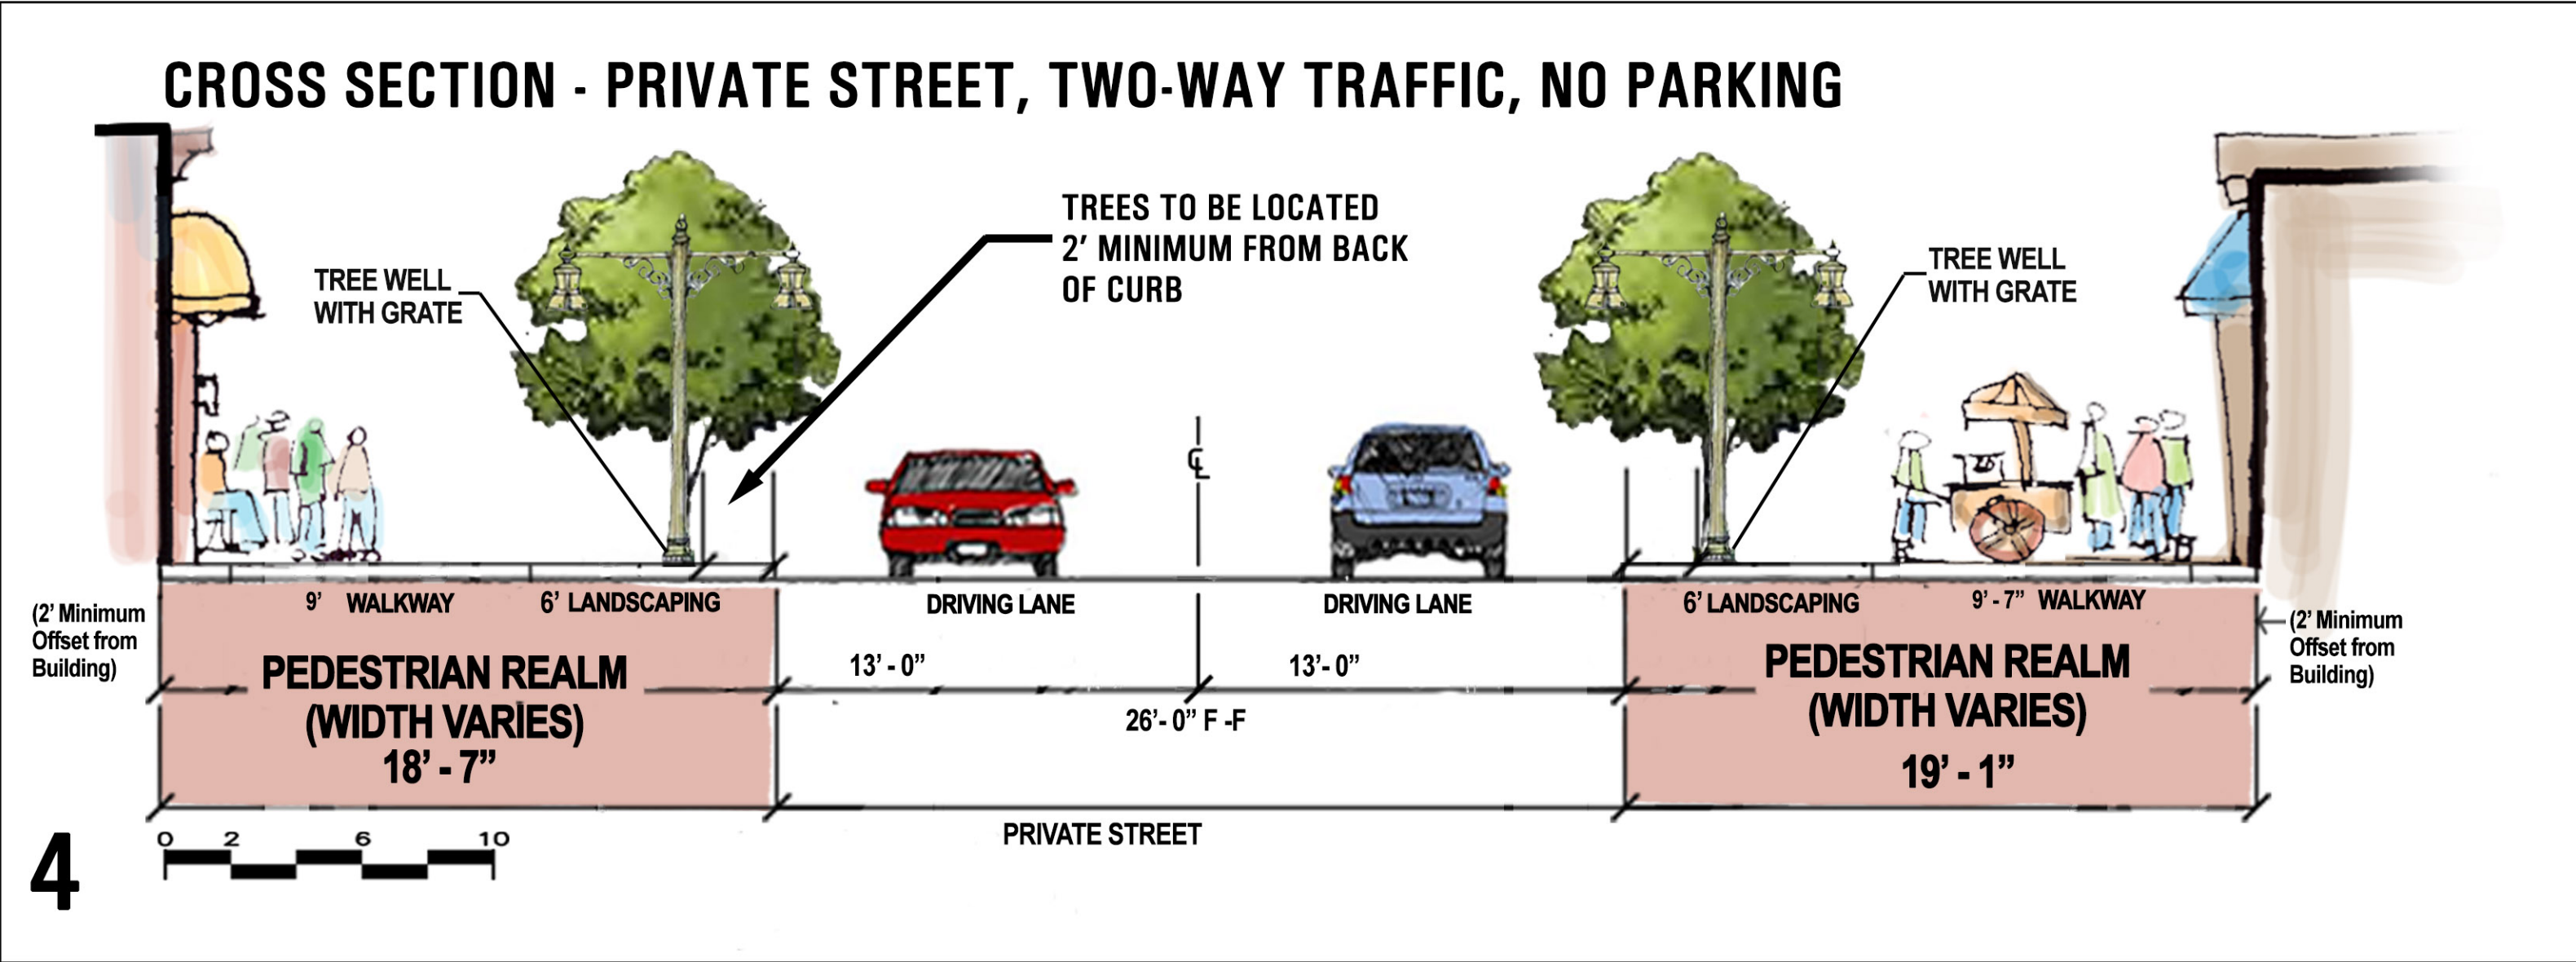 CROSS SECTION - PRIVATE STREET, TWO-WAY TRAFFIC, NO PARKING
TREES TO BE LOCATED
2’ MINIMUM FROM BACK
OF CURB
TREE WELL
WITH GRATE
TREE WELL
WITH GRATE
℄
(2’ Minimum
Offset from
Building)
9’ WALKWAY
6’ LANDSCAPING
DRIVING LANE
DRIVING LANE
6’ LANDSCAPING
9’ - 7” WALKWAY
(2’ Minimum
Offset from
Building)
PEDESTRIAN REALM
(WIDTH VARIES)
18’ - 7”
13’ - 0”
13’- 0”
26’- 0” F -F
PEDESTRIAN REALM
(WIDTH VARIES)
19’ - 1”
PRIVATE STREET
0 2 6 10
4